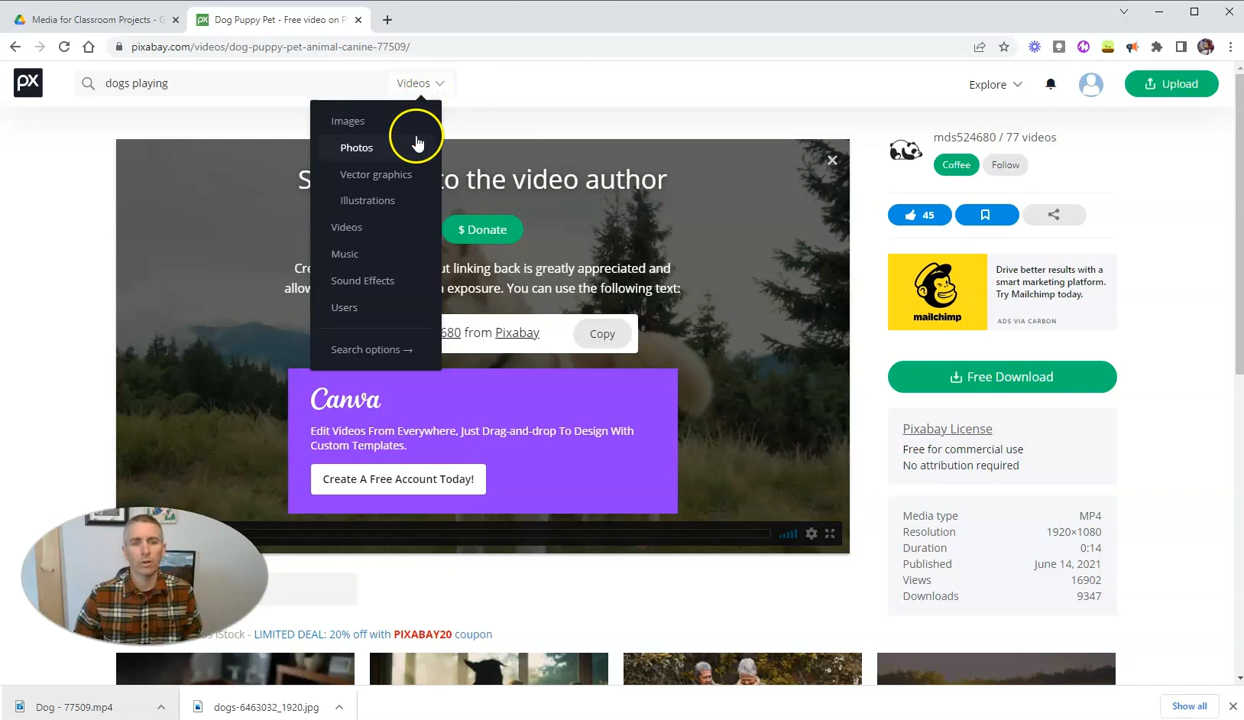 Media for Classroom Projects - G
Dog Puppy Pet - Free video on P
pixabay.com/videos/dog-puppy-pet-animal-canine-77509/
px
dogs playing
Videos
Explore
Upload
Images
Photos
Vector graphics
Illustrations
Videos
Music
Sound Effects
Users
Search options →
to the video author
$ Donate
linking back is greatly appreciated and
exposure. You can use the following text:
680 from Pixabay
Copy
Canva
Edit Videos From Everywhere, Just Drag-and-drop To Design With
Custom Templates.
Create A Free Account Today!
mds524680 / 77 videos
Coffee
Follow
45
Drive better results with a
smart marketing platform.
Try Mailchimp today.
mailchimp
ADS VIA CARBON
Free Download
Pixabay License
Free for commercial use
No attribution required
Media type MP4
Resolution 1920×1080
Duration 0:14
Published June 14, 2021
Views 16902
Downloads 9347
iStock - LIMITED DEAL: 20% off with PIXABAY20 coupon
Dog - 77509.mp4
dogs-6463032_1920.jpg
Show all